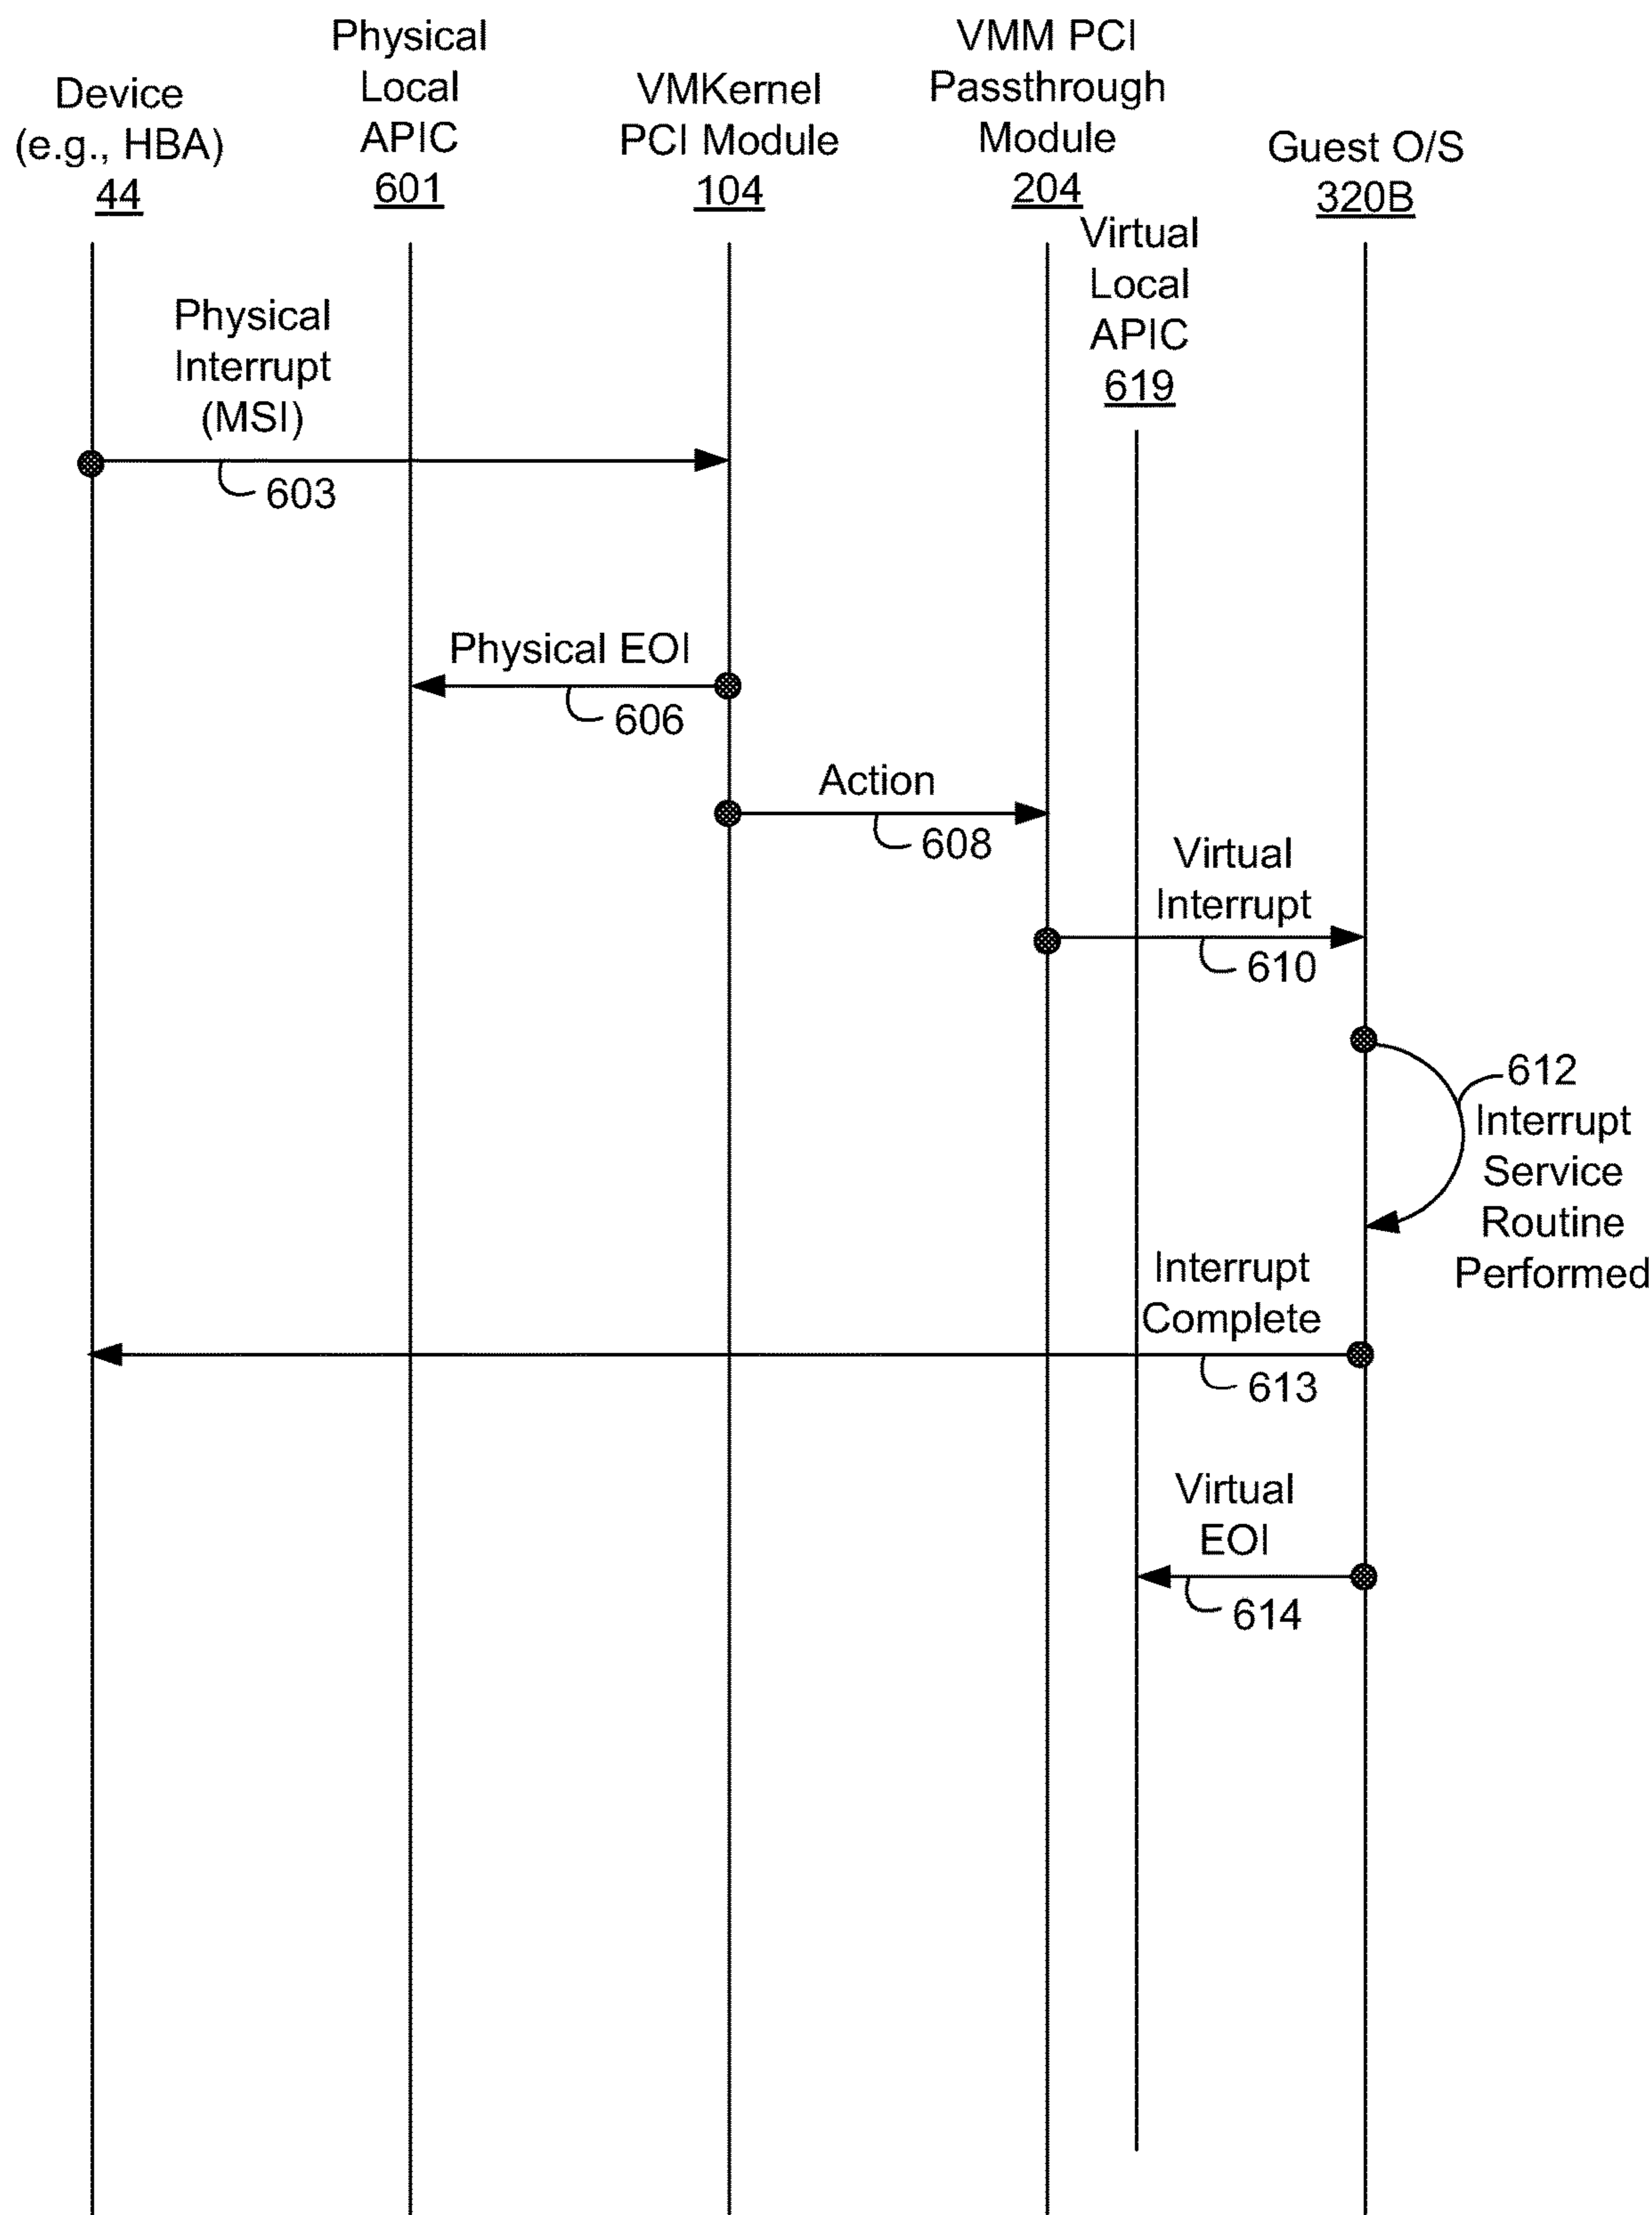 Device
(e.g., HBA)
44
Physical
Local
APIC
601
VMKernel
PCI Module
104
VMM PCI
Passthrough
Module
204
Guest O/S
320B
Virtual
Local
APIC
619
Physical
Interrupt
(MSI)
603
Physical EOI
606
Action
608
Virtual
Interrupt
610
612
Interrupt
Service
Routine
Performed
Interrupt
Complete
613
Virtual
EOI
614